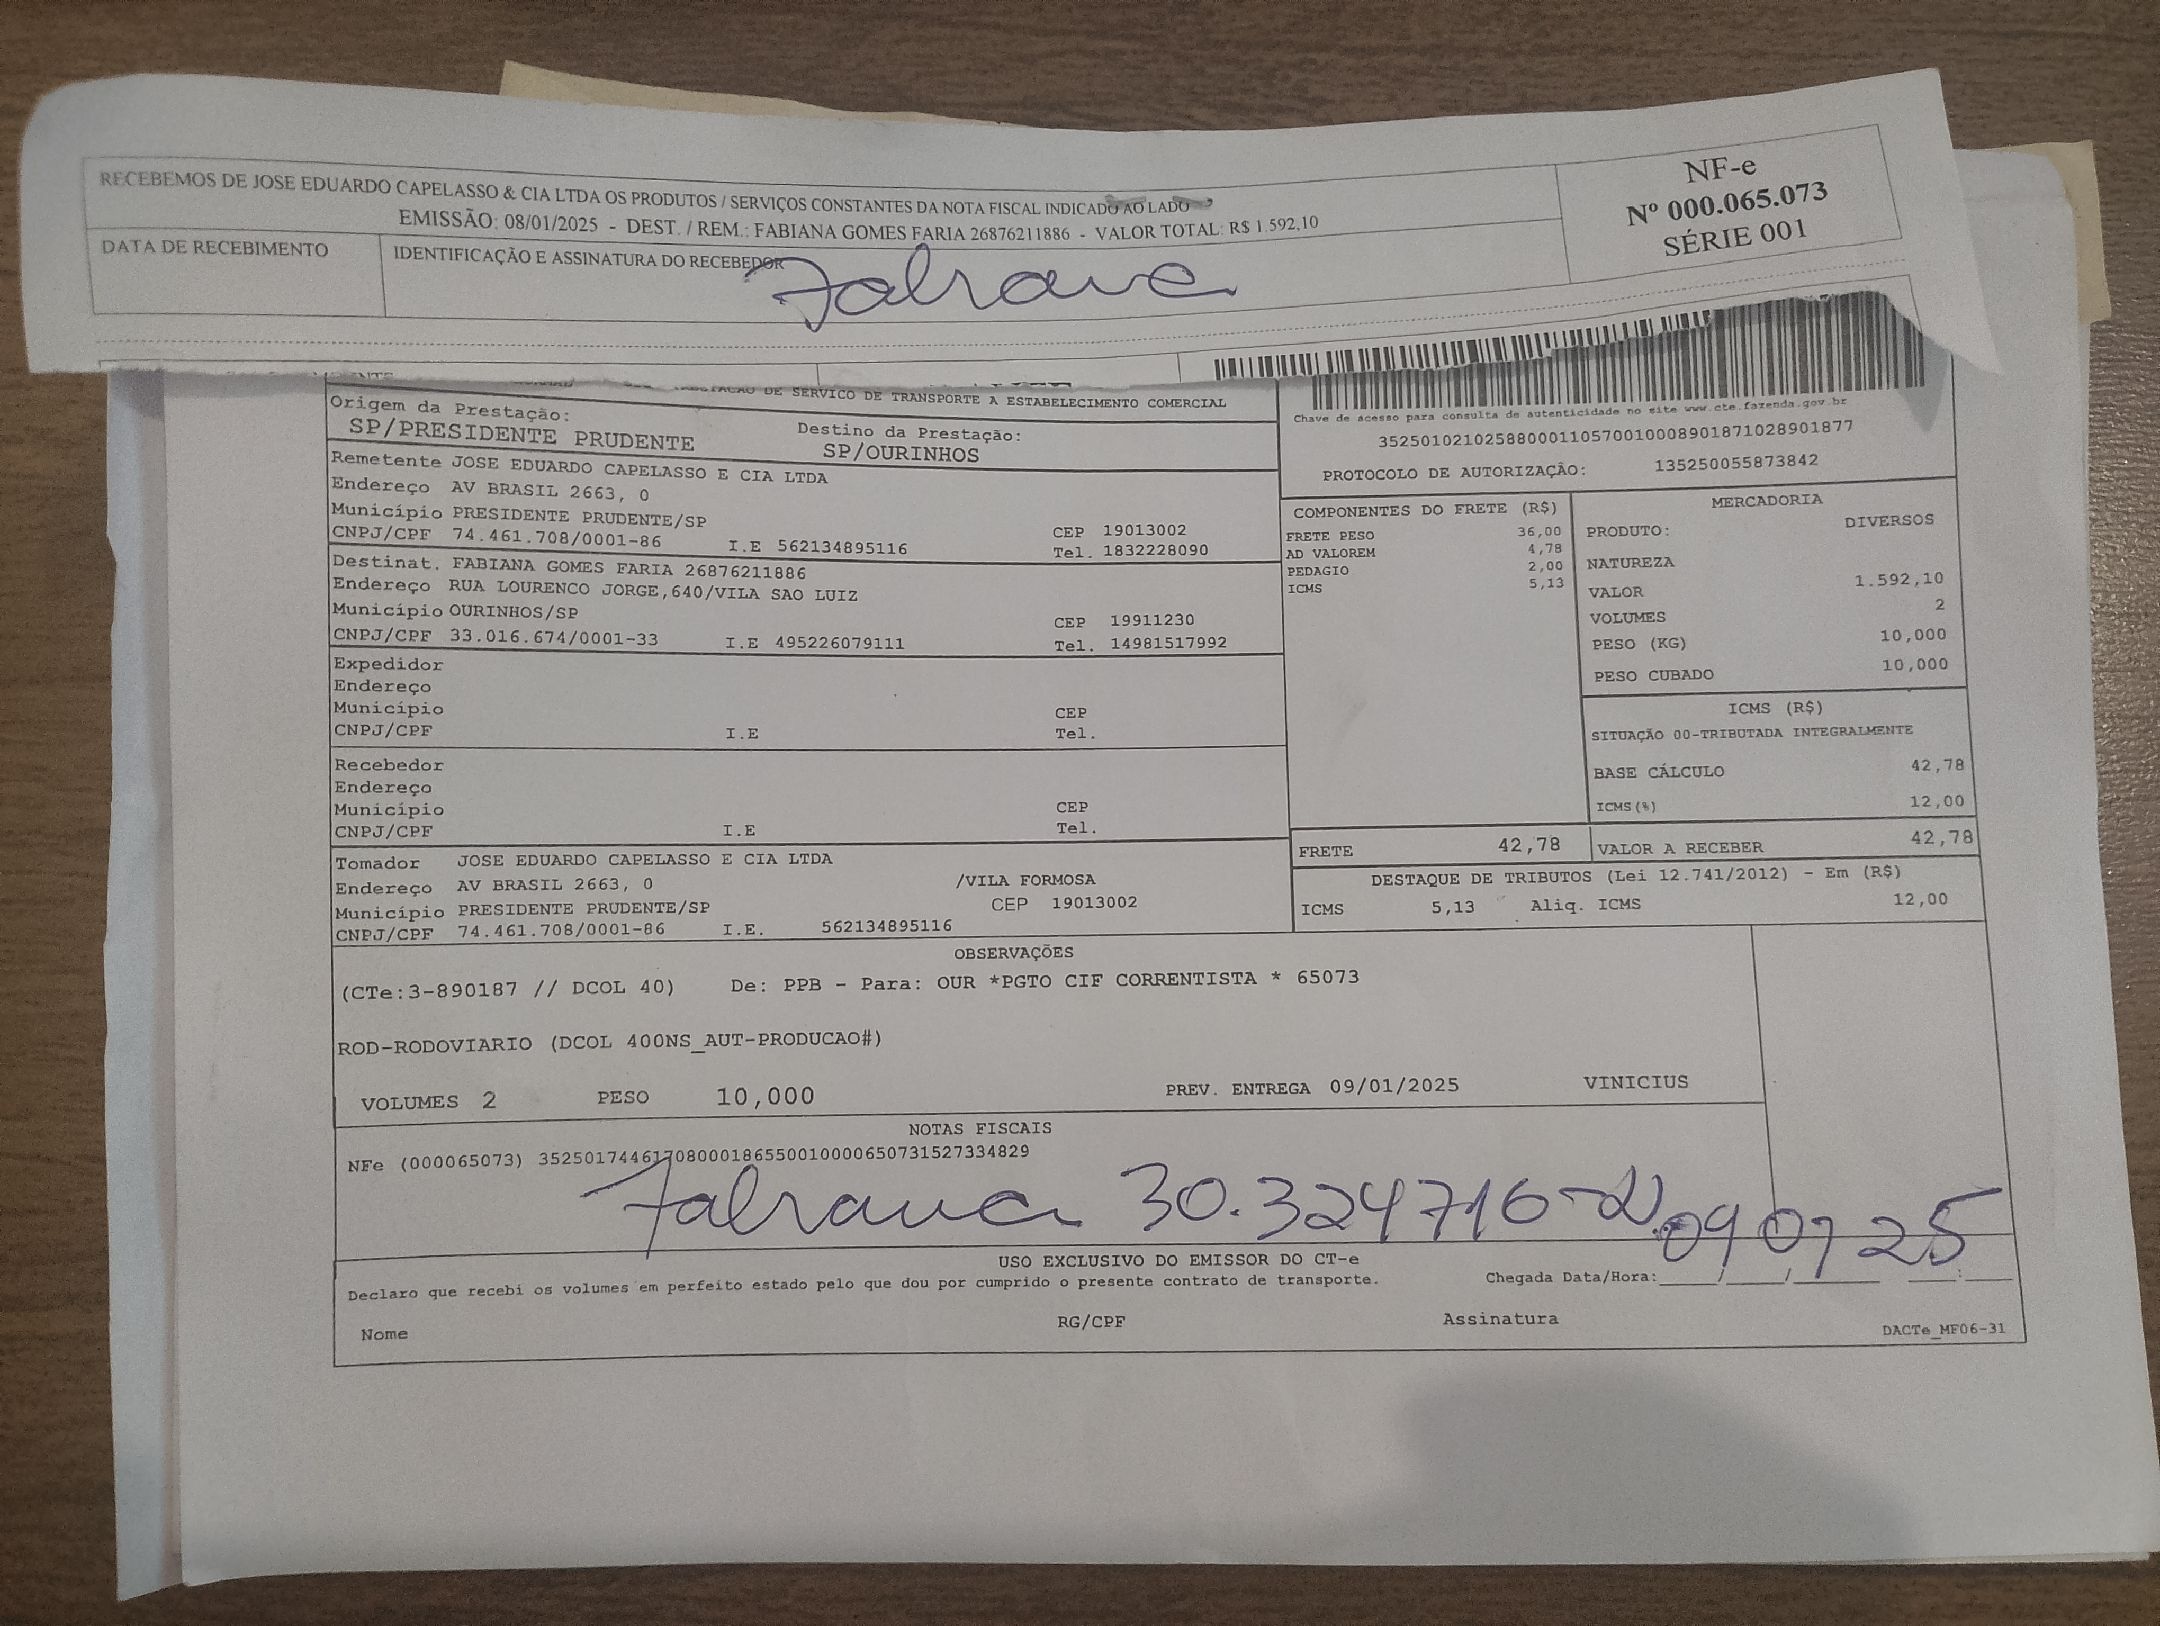 RECEBEMOS DE JOSE EDUARDO CAPELASSO & CIA LTDA OS PRODUTOS / SERVIÇOS CONSTANTES DA NOTA FISCAL INDICADO AO LADO
EMISSÃO: 08/01/2025 - DEST. / REM.: FABIANA GOMES FARIA 26876211886 - VALOR TOTAL: R$ 1.592,10
DATA DE RECEBIMENTO
IDENTIFICAÇÃO E ASSINATURA DO RECEBEDOR
NF-e
Nº 000.065.073
SÉRIE 001
DE SERVICO DE TRANSPORTE A ESTABELECIMENTO COMERCIAL
Origem da Prestação:
SP/PRESIDENTE PRUDENTE
Destino da Prestação:
SP/OURINHOS
Chave de acesso para consulta de autenticidade no site www.cte.fazenda.gov.br
35250102102588000110570010008901871028901877
PROTOCOLO DE AUTORIZAÇÃO: 135250055873842
Remetente JOSE EDUARDO CAPELASSO E CIA LTDA
Endereço AV BRASIL 2663, 0
Município PRESIDENTE PRUDENTE/SP CEP 19013002
CNPJ/CPF 74.461.708/0001-86 I.E 562134895116 Tel. 1832228090
Destinat. FABIANA GOMES FARIA 26876211886
Endereço RUA LOURENCO JORGE,640/VILA SAO LUIZ
Município OURINHOS/SP CEP 19911230
CNPJ/CPF 33.016.674/0001-33 I.E 495226079111 Tel. 14981517992
Expedidor
Endereço
Município CEP
CNPJ/CPF I.E Tel.
Recebedor
Endereço
Município CEP
CNPJ/CPF I.E Tel.
Tomador JOSE EDUARDO CAPELASSO E CIA LTDA
Endereço AV BRASIL 2663, 0 /VILA FORMOSA
Município PRESIDENTE PRUDENTE/SP CEP 19013002
CNPJ/CPF 74.461.708/0001-86 I.E. 562134895116
COMPONENTES DO FRETE (R$)
FRETE PESO 36,00
AD VALOREM 4,78
PEDAGIO 2,00
ICMS 5,13
MERCADORIA
PRODUTO: DIVERSOS
NATUREZA
VALOR 1.592,10
VOLUMES 2
PESO (KG) 10,000
PESO CUBADO 10,000
ICMS (R$)
SITUAÇÃO 00-TRIBUTADA INTEGRALMENTE
BASE CÁLCULO 42,78
ICMS(%) 12,00
FRETE 42,78
VALOR A RECEBER 42,78
DESTAQUE DE TRIBUTOS (Lei 12.741/2012) - Em (R$)
ICMS 5,13 Aliq. ICMS 12,00
OBSERVAÇÕES
(CTe:3-890187 // DCOL 40) De: PPB - Para: OUR *PGTO CIF CORRENTISTA * 65073
ROD-RODOVIARIO (DCOL 400NS_AUT-PRODUCAO#)
VOLUMES 2 PESO 10,000 PREV. ENTREGA 09/01/2025 VINICIUS
NOTAS FISCAIS
NFe (000065073) 35250174461708000186550010000650731527334829
30.324716-2 09 01 25
USO EXCLUSIVO DO EMISSOR DO CT-e
Declaro que recebi os volumes em perfeito estado pelo que dou por cumprido o presente contrato de transporte.
Chegada Data/Hora:____/____/____ ____:____
Nome RG/CPF Assinatura
DACTe_MF06-31